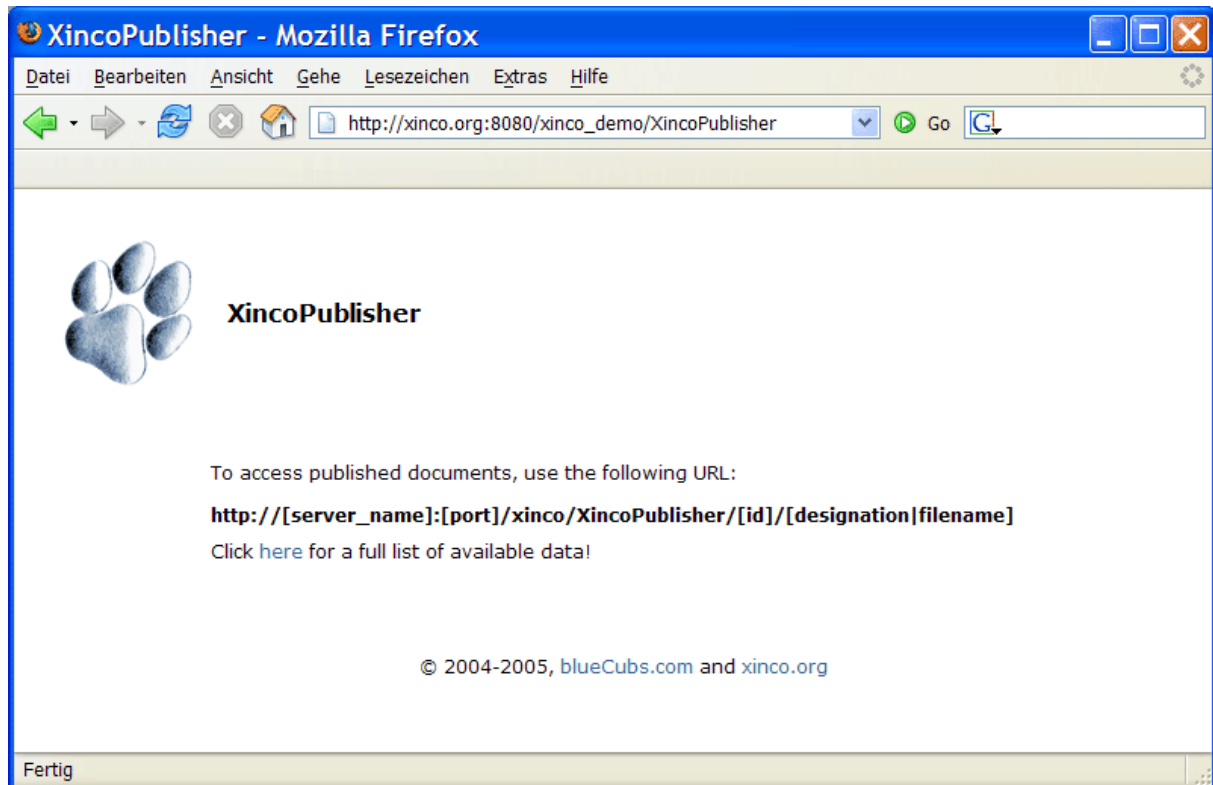 XincoPublisher - Mozilla Firefox
Datei Bearbeiten Ansicht Gehe Lesezeichen Extras Hilfe
http://xinco.org:8080/xinco_demo/XincoPublisher Go G
XincoPublisher
To access published documents, use the following URL:
http://[server_name]:[port]/xinco/XincoPublisher/[id]/[designation|filename]
Click here for a full list of available data!
© 2004-2005, blueCubs.com and xinco.org
Fertig